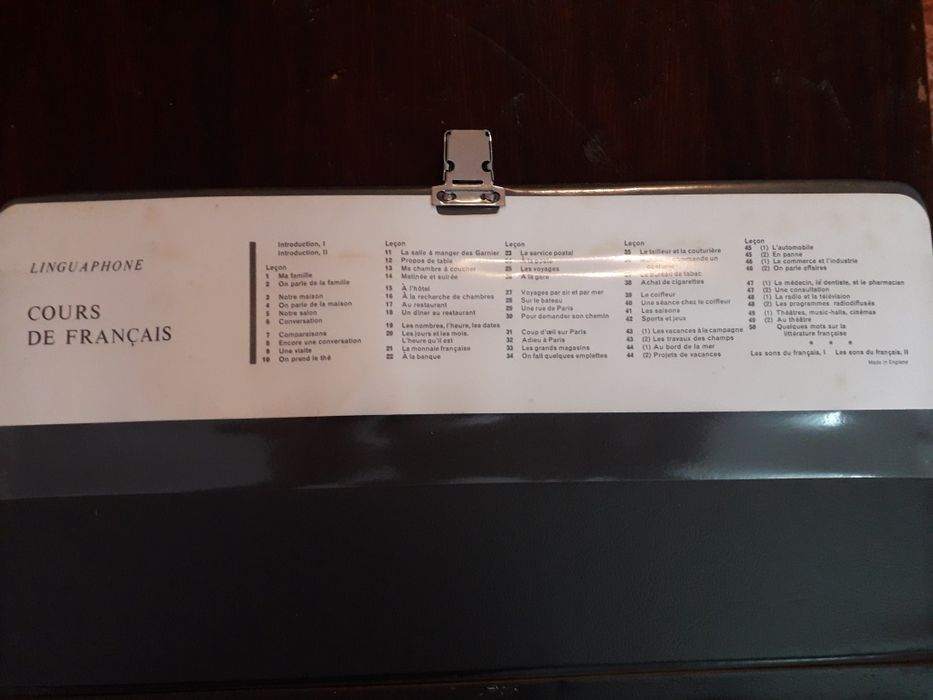 LINGUAPHONE
COURS
DE FRANÇAIS
Introduction, I
Introduction, II
Leçon
1 Ma famille
2 On parle de la famille
3 Notre maison
4 On parle de la maison
5 Notre salon
6 Conversation
7 Comparaisons
8 Encore une conversation
9 Une visite
10 On prend le thé
Leçon
11 La salle à manger des Garnier
12 Propos de table
13 Ma chambre à coucher
14 Matinée et soirée
15 À l'hôtel
16 À la recherche de chambres
17 Au restaurant
18 Un dîner au restaurant
19 Les nombres, l'heure, les dates
20 Les jours et les mois.
L'heure qu'il est
21 La monnaie française
22 À la banque
Leçon
23 Le service postal
À la poste
25 Les voyages
À la gare
27 Voyages par air et par mer
28 Sur le bateau
29 Une rue de Paris
30 Pour demander son chemin
31 Coup d'œil sur Paris
32 Adieu à Paris
33 Les grands magasins
34 On fait quelques emplettes
Leçon
35 Le tailleur et la couturière
commande un
costume
Le bureau de tabac
38 Achat de cigarettes
39 Le coiffeur
40 Une séance chez le coiffeur
41 Les saisons
42 Sports et jeux
43 (1) Les vacances à la campagne
43 (2) Les travaux des champs
44 (1) Au bord de la mer
44 (2) Projets de vacances
Leçon
45 (1) L'automobile
45 (2) En panne
46 (1) Le commerce et l'industrie
46 (2) On parle affaires
47 (1) Le médecin, le dentiste, et le pharmacien
47 (2) Une consultation
48 (1) La radio et la télévision
48 (2) Les programmes radiodiffusés
49 (1) Théâtres, music-halls, cinémas
49 (2) Au théâtre
50 Quelques mots sur la
littérature française
* * *
Les sons du français, I Les sons du français, II
Made in England